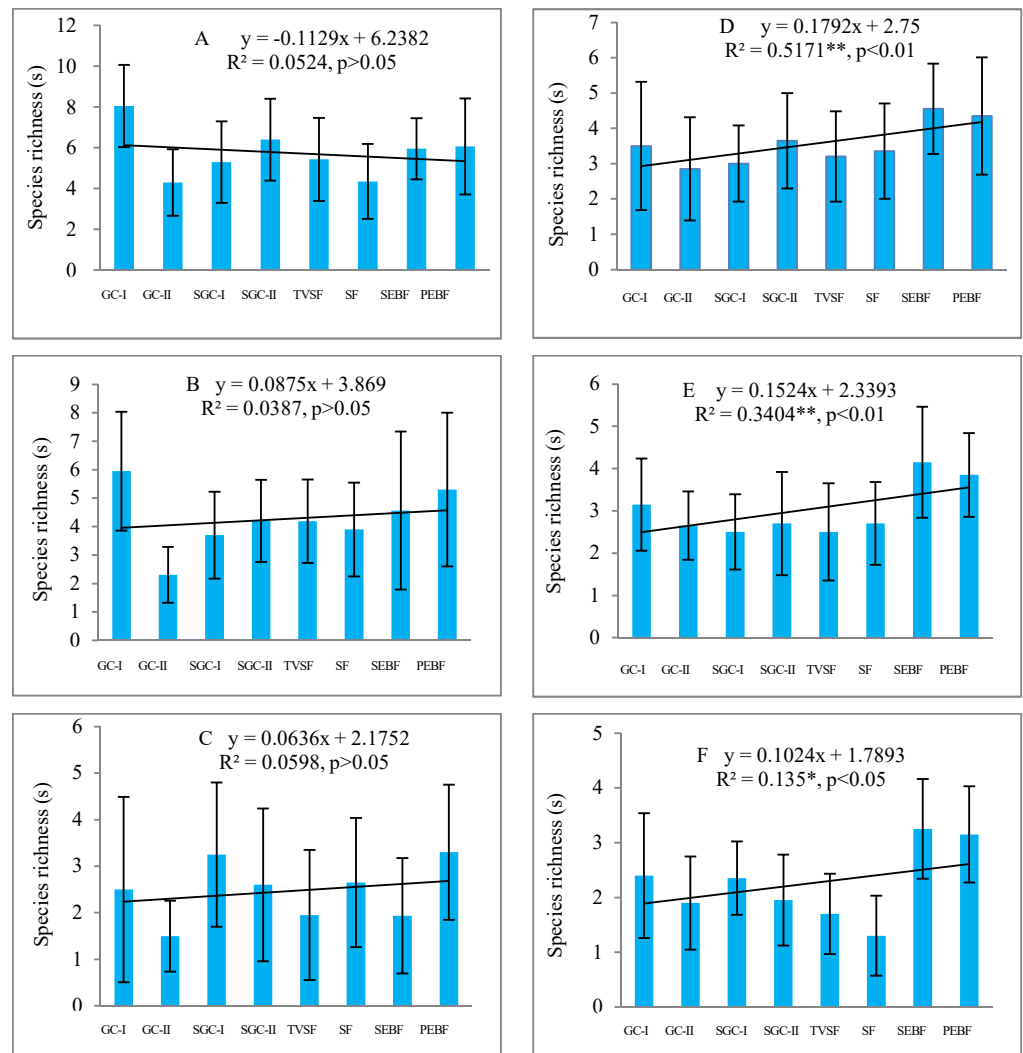 A y = -0.1129x + 6.2382
R² = 0.0524, p>0.05
Species richness (s)
12
10
8
6
4
2
0
GC-I GC-II SGC-I SGC-II TVSF SF SEBF PEBF
D y = 0.1792x + 2.75
R² = 0.5171**, p<0.01
Species richness (s)
7
6
5
4
3
2
1
0
GC-I GC-II SGC-I SGC-II TVSF SF SEBF PEBF
B y = 0.0875x + 3.869
R² = 0.0387, p>0.05
Species richness (s)
9
8
7
6
5
4
3
2
1
0
GC-I GC-II SGC-I SGC-II TVSF SF SEBF PEBF
E y = 0.1524x + 2.3393
R² = 0.3404**, p<0.01
Species richness (s)
6
5
4
3
2
1
0
GC-I GC-II SGC-I SGC-II TVSF SF SEBF PEBF
C y = 0.0636x + 2.1752
R² = 0.0598, p>0.05
Species richness (s)
6
5
4
3
2
1
0
GC-I GC-II SGC-I SGC-II TVSF SF SEBF PEBF
F y = 0.1024x + 1.7893
R² = 0.135*, p<0.05
Species richness (s)
5
4
3
2
1
0
GC-I GC-II SGC-I SGC-II TVSF SF SEBF PEBF